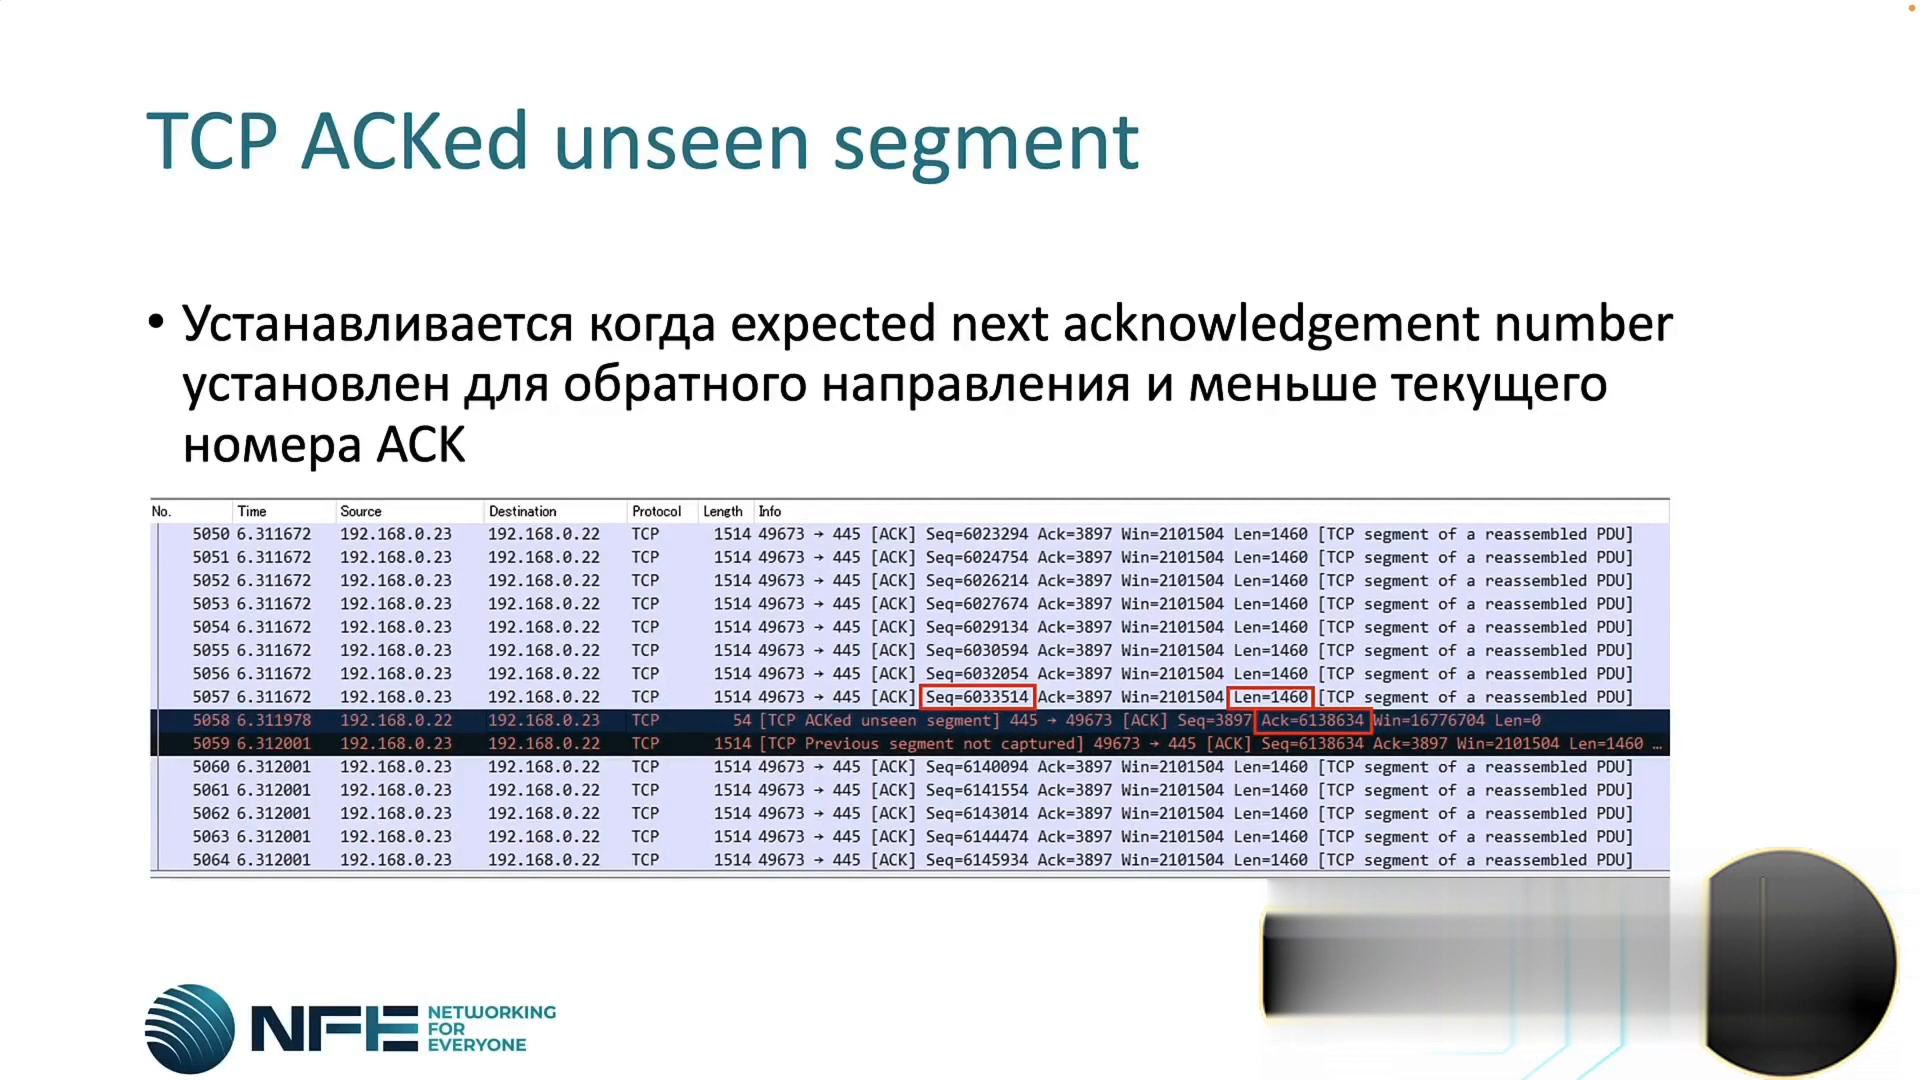 TCP ACKed unseen segment
• Устанавливается когда expected next acknowledgement number
установлен для обратного направления и меньше текущего
номера ACK
No. Time Source Destination Protocol Length Info
5050 6.311672 192.168.0.23 192.168.0.22 TCP 1514 49673 → 445 [ACK] Seq=6023294 Ack=3897 Win=2101504 Len=1460 [TCP segment of a reassembled PDU]
5051 6.311672 192.168.0.23 192.168.0.22 TCP 1514 49673 → 445 [ACK] Seq=6024754 Ack=3897 Win=2101504 Len=1460 [TCP segment of a reassembled PDU]
5052 6.311672 192.168.0.23 192.168.0.22 TCP 1514 49673 → 445 [ACK] Seq=6026214 Ack=3897 Win=2101504 Len=1460 [TCP segment of a reassembled PDU]
5053 6.311672 192.168.0.23 192.168.0.22 TCP 1514 49673 → 445 [ACK] Seq=6027674 Ack=3897 Win=2101504 Len=1460 [TCP segment of a reassembled PDU]
5054 6.311672 192.168.0.23 192.168.0.22 TCP 1514 49673 → 445 [ACK] Seq=6029134 Ack=3897 Win=2101504 Len=1460 [TCP segment of a reassembled PDU]
5055 6.311672 192.168.0.23 192.168.0.22 TCP 1514 49673 → 445 [ACK] Seq=6030594 Ack=3897 Win=2101504 Len=1460 [TCP segment of a reassembled PDU]
5056 6.311672 192.168.0.23 192.168.0.22 TCP 1514 49673 → 445 [ACK] Seq=6032054 Ack=3897 Win=2101504 Len=1460 [TCP segment of a reassembled PDU]
5057 6.311672 192.168.0.23 192.168.0.22 TCP 1514 49673 → 445 [ACK] Seq=6033514 Ack=3897 Win=2101504 Len=1460 [TCP segment of a reassembled PDU]
5058 6.311978 192.168.0.22 192.168.0.23 TCP 54 [TCP ACKed unseen segment] 445 → 49673 [ACK] Seq=3897 Ack=6138634 Win=16776704 Len=0
5059 6.312001 192.168.0.23 192.168.0.22 TCP 1514 [TCP Previous segment not captured] 49673 → 445 [ACK] Seq=6138634 Ack=3897 Win=2101504 Len=1460 …
5060 6.312001 192.168.0.23 192.168.0.22 TCP 1514 49673 → 445 [ACK] Seq=6140094 Ack=3897 Win=2101504 Len=1460 [TCP segment of a reassembled PDU]
5061 6.312001 192.168.0.23 192.168.0.22 TCP 1514 49673 → 445 [ACK] Seq=6141554 Ack=3897 Win=2101504 Len=1460 [TCP segment of a reassembled PDU]
5062 6.312001 192.168.0.23 192.168.0.22 TCP 1514 49673 → 445 [ACK] Seq=6143014 Ack=3897 Win=2101504 Len=1460 [TCP segment of a reassembled PDU]
5063 6.312001 192.168.0.23 192.168.0.22 TCP 1514 49673 → 445 [ACK] Seq=6144474 Ack=3897 Win=2101504 Len=1460 [TCP segment of a reassembled PDU]
5064 6.312001 192.168.0.23 192.168.0.22 TCP 1514 49673 → 445 [ACK] Seq=6145934 Ack=3897 Win=2101504 Len=1460 [TCP segment of a reassembled PDU]
NFE
NETWORKING
FOR
EVERYONE